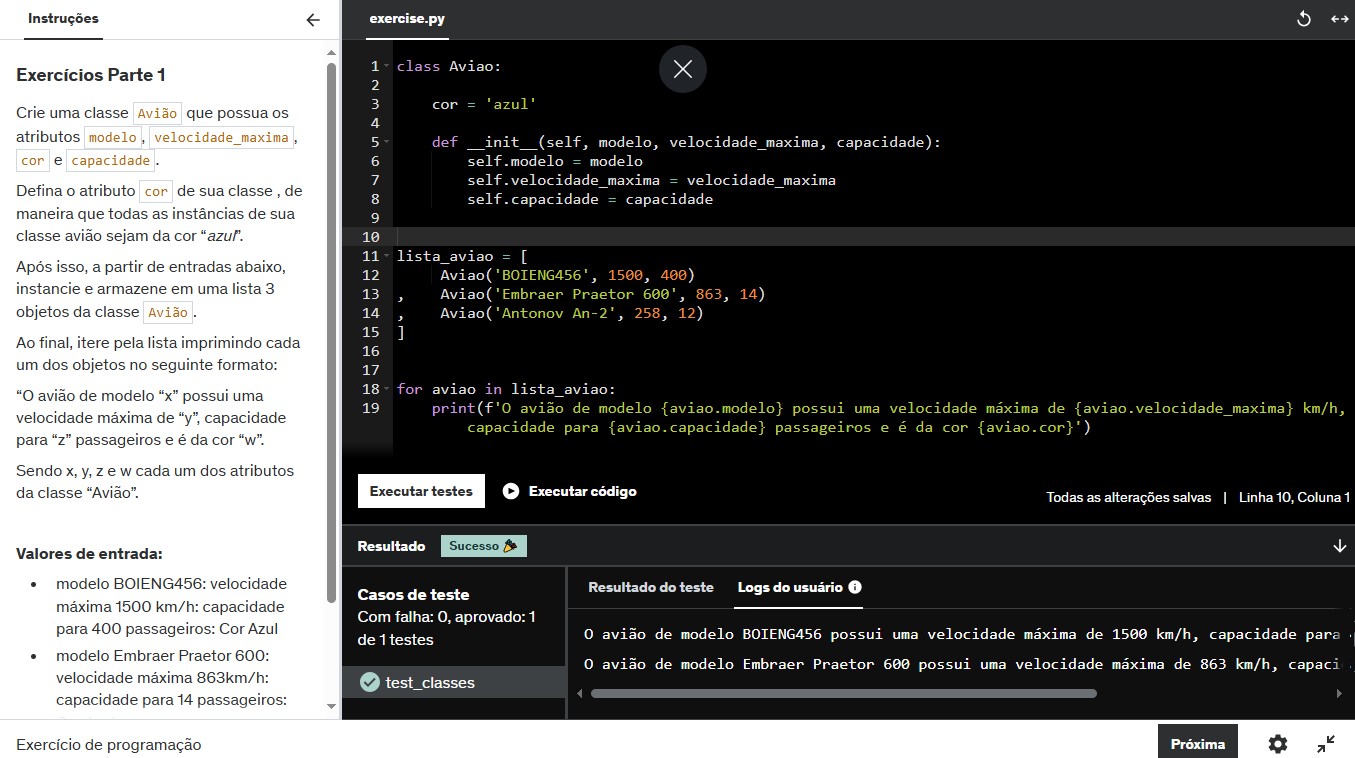 Instruções
exercise.py
Exercícios Parte 1
Crie uma classe Avião que possua os
atributos modelo, velocidade_maxima,
cor e capacidade.
Defina o atributo cor de sua classe , de
maneira que todas as instâncias de sua
classe avião sejam da cor “azul”.
Após isso, a partir de entradas abaixo,
instancie e armazene em uma lista 3
objetos da classe Avião.
Ao final, itere pela lista imprimindo cada
um dos objetos no seguinte formato:
“O avião de modelo “x” possui uma
velocidade máxima de “y”, capacidade
para “z” passageiros e é da cor “w”.
Sendo x, y, z e w cada um dos atributos
da classe “Avião”.
Valores de entrada:
• modelo BOIENG456: velocidade
máxima 1500 km/h: capacidade
para 400 passageiros: Cor Azul
• modelo Embraer Praetor 600:
velocidade máxima 863km/h:
capacidade para 14 passageiros:
1 class Aviao:
2
3     cor = 'azul'
4
5     def __init__(self, modelo, velocidade_maxima, capacidade):
6         self.modelo = modelo
7         self.velocidade_maxima = velocidade_maxima
8         self.capacidade = capacidade
9
10
11 lista_aviao = [
12      Aviao('BOIENG456', 1500, 400)
13 ,    Aviao('Embraer Praetor 600', 863, 14)
14 ,    Aviao('Antonov An-2', 258, 12)
15 ]
16
17
18 for aviao in lista_aviao:
19     print(f'O avião de modelo {aviao.modelo} possui uma velocidade máxima de {aviao.velocidade_maxima} km/h,
capacidade para {aviao.capacidade} passageiros e é da cor {aviao.cor}')
Executar testes
Executar código
Todas as alterações salvas | Linha 10, Coluna 1
Resultado
Sucesso
Casos de teste
Com falha: 0, aprovado: 1
de 1 testes
test_classes
Resultado do teste
Logs do usuário
O avião de modelo BOIENG456 possui uma velocidade máxima de 1500 km/h, capacidade para
O avião de modelo Embraer Praetor 600 possui uma velocidade máxima de 863 km/h, capaci
Exercício de programação
Próxima